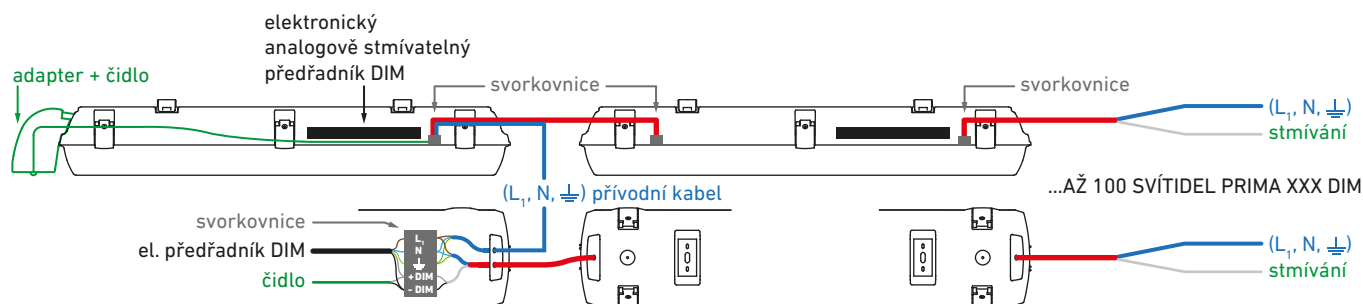 elektronický
analogově stmívatelný
předřadník DIM
adapter + čidlo
svorkovnice
svorkovnice
(L₁, N, ⏚)
stmívání
(L₁, N, ⏚) přívodní kabel
...AŽ 100 SVÍTIDEL PRIMA XXX DIM
svorkovnice
el. předřadník DIM
čidlo
L₁
N
⏚
+ DIM
- DIM
(L₁, N, ⏚)
stmívání